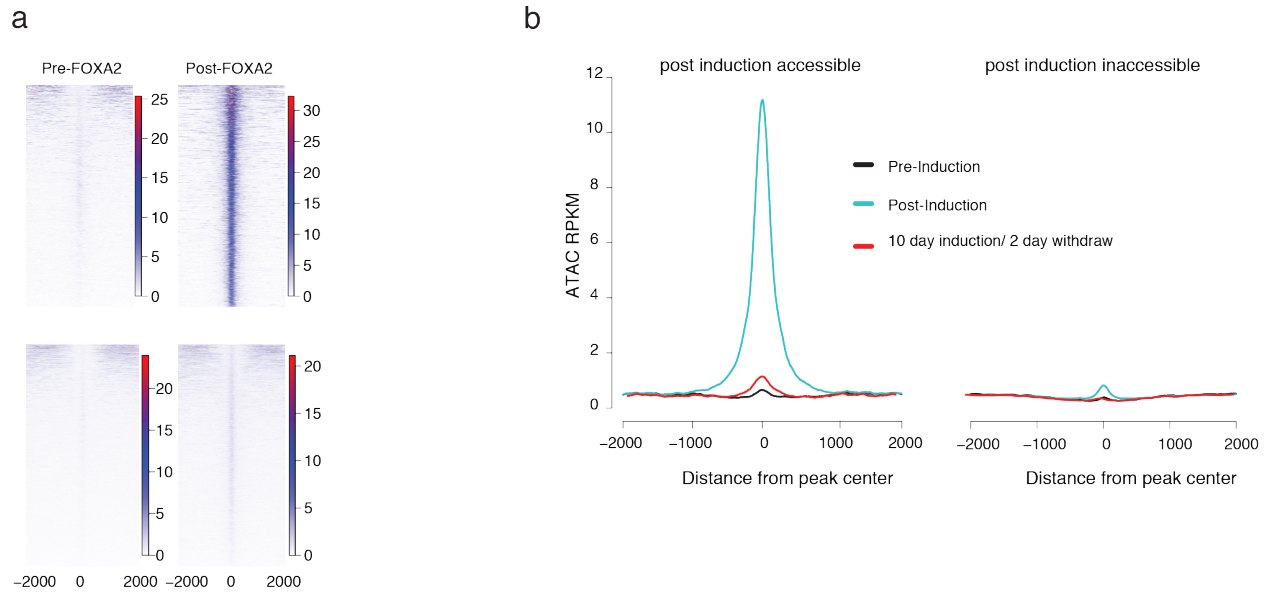 a
b
Pre-FOXA2
Post-FOXA2
25
20
15
10
5
0
30
25
20
15
10
5
0
20
15
10
5
0
20
15
10
5
0
−2000 0 2000
−2000 0 2000
post induction accessible
post induction inaccessible
12
10
8
6
4
2
0
ATAC RPKM
Pre-Induction
Post-Induction
10 day induction/ 2 day withdraw
−2000 −1000 0 1000 2000
−2000 −1000 0 1000 2000
Distance from peak center
Distance from peak center